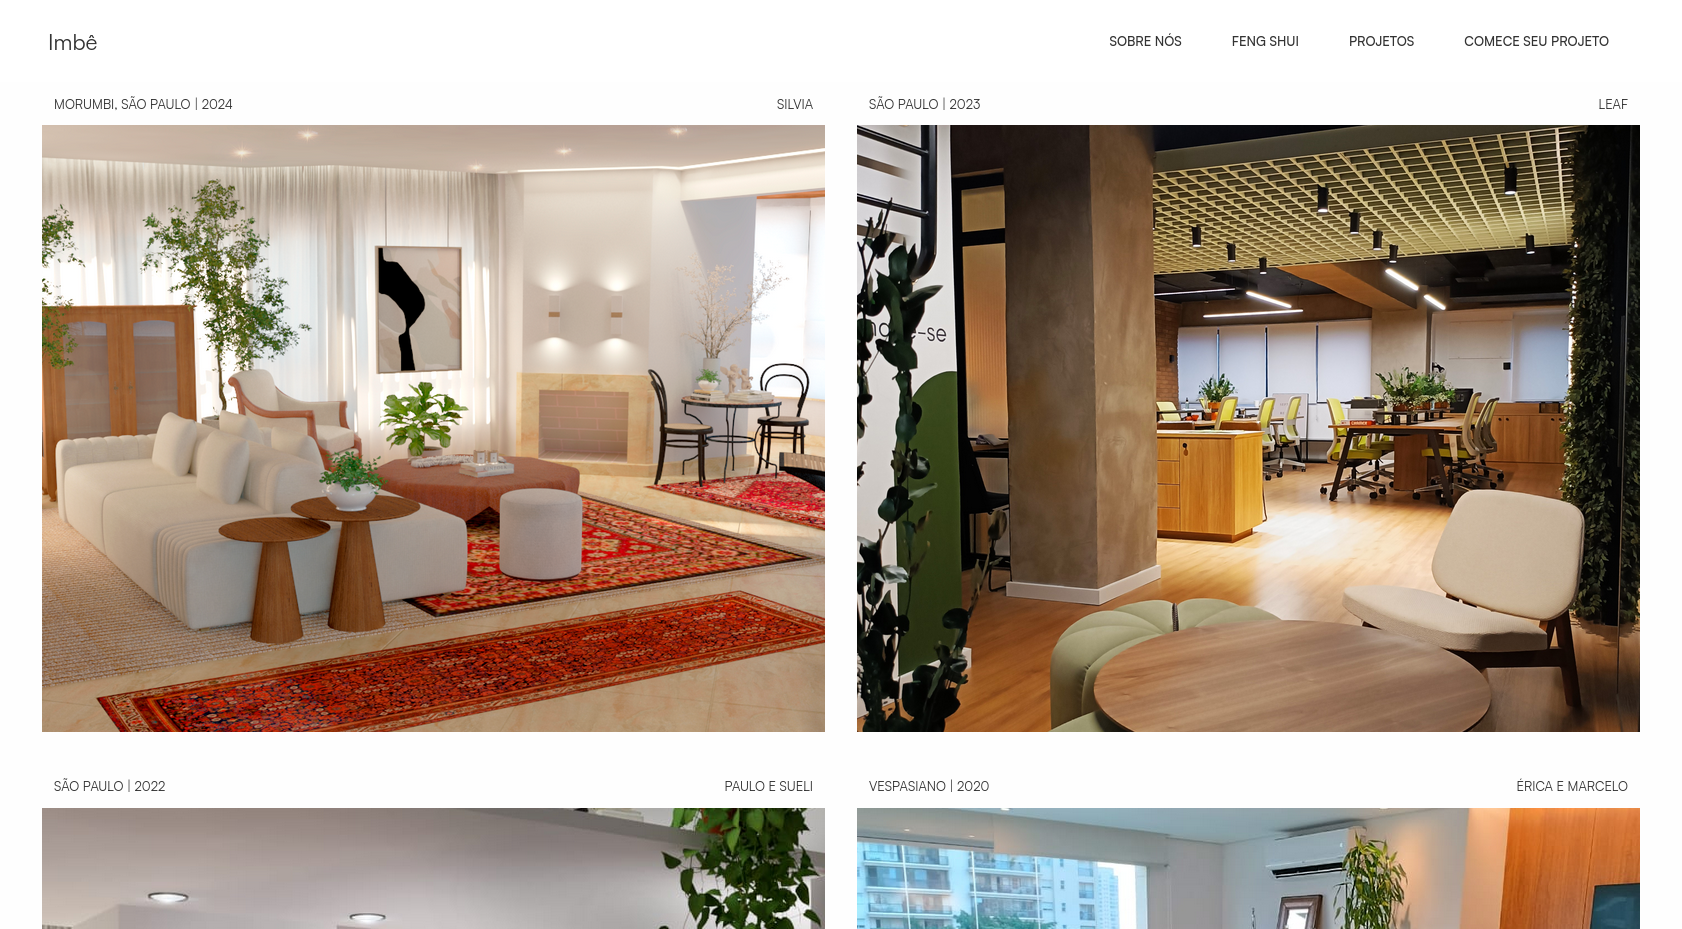 Imbê
SOBRE NÓS
FENG SHUI
PROJETOS
COMECE SEU PROJETO
MORUMBI, SÃO PAULO | 2024
SILVIA
SÃO PAULO | 2023
LEAF
-se
SÃO PAULO | 2022
PAULO E SUELI
VESPASIANO | 2020
ÉRICA E MARCELO